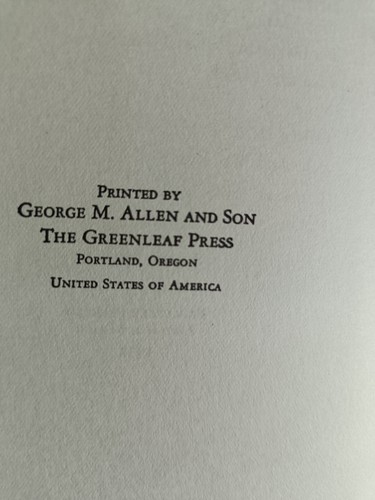 Printed by
George M. Allen and Son
The Greenleaf Press
Portland, Oregon
United States of America